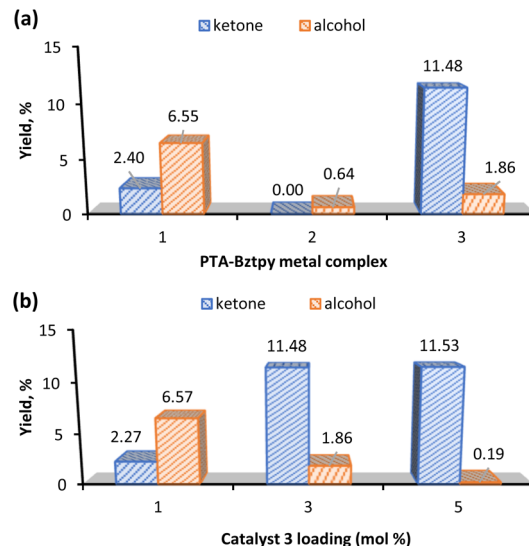 (a)
ketone alcohol
15
10
5
0
Yield, %
2.40
6.55
0.00
0.64
11.48
1.86
1 2 3
PTA-Bztpy metal complex
(b)
ketone alcohol
15
10
5
0
Yield, %
2.27
6.57
11.48
1.86
11.53
0.19
1 3 5
Catalyst 3 loading (mol %)